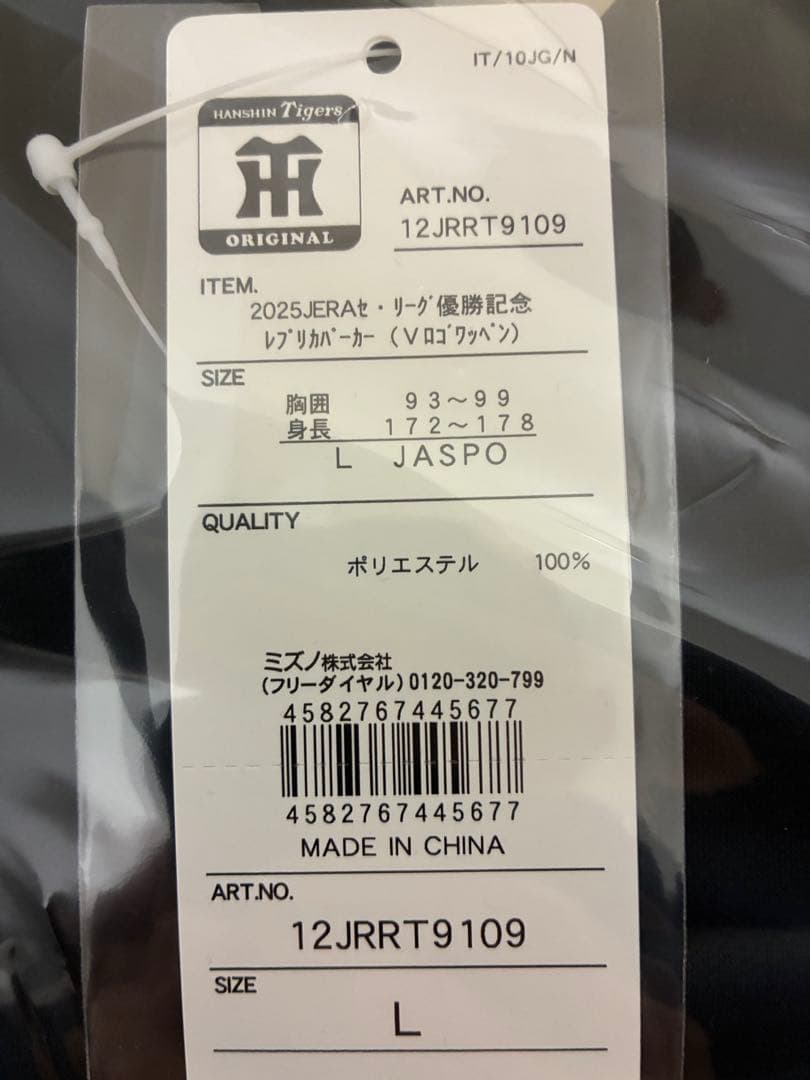 IT/10JG/N
HANSHIN Tigers
TH
ORIGINAL
ART.NO.
12JRRT9109
ITEM.
2025JERAｾ・ﾘｰｸﾞ優勝記念
ﾚﾌﾟﾘｶﾊﾟｰｶｰ (Vﾛｺﾞﾜｯﾍﾟﾝ)
SIZE
胸囲 93～99
身長 172～178
L JASPO
QUALITY
ポリエステル 100%
ミズノ株式会社
(フリーダイヤル)0120-320-799
4582767445677
4582767445677
MADE IN CHINA
ART.NO.
12JRRT9109
SIZE
L